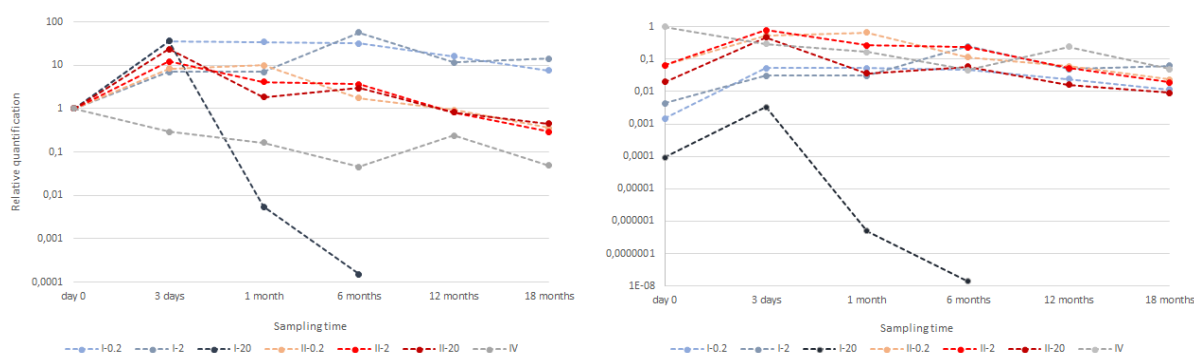 100
10
1
0,1
0,01
0,001
0,0001
Relative quantification
day 0 3 days 1 month 6 months 12 months 18 months
Sampling time
I-0.2 I-2 I-20 II-0.2 II-2 II-20 IV
1
0,1
0,01
0,001
0,0001
0,00001
0,000001
0,0000001
1E-08
day 0 3 days 1 month 6 months 12 months 18 months
Sampling time
I-0.2 I-2 I-20 II-0.2 II-2 II-20 IV